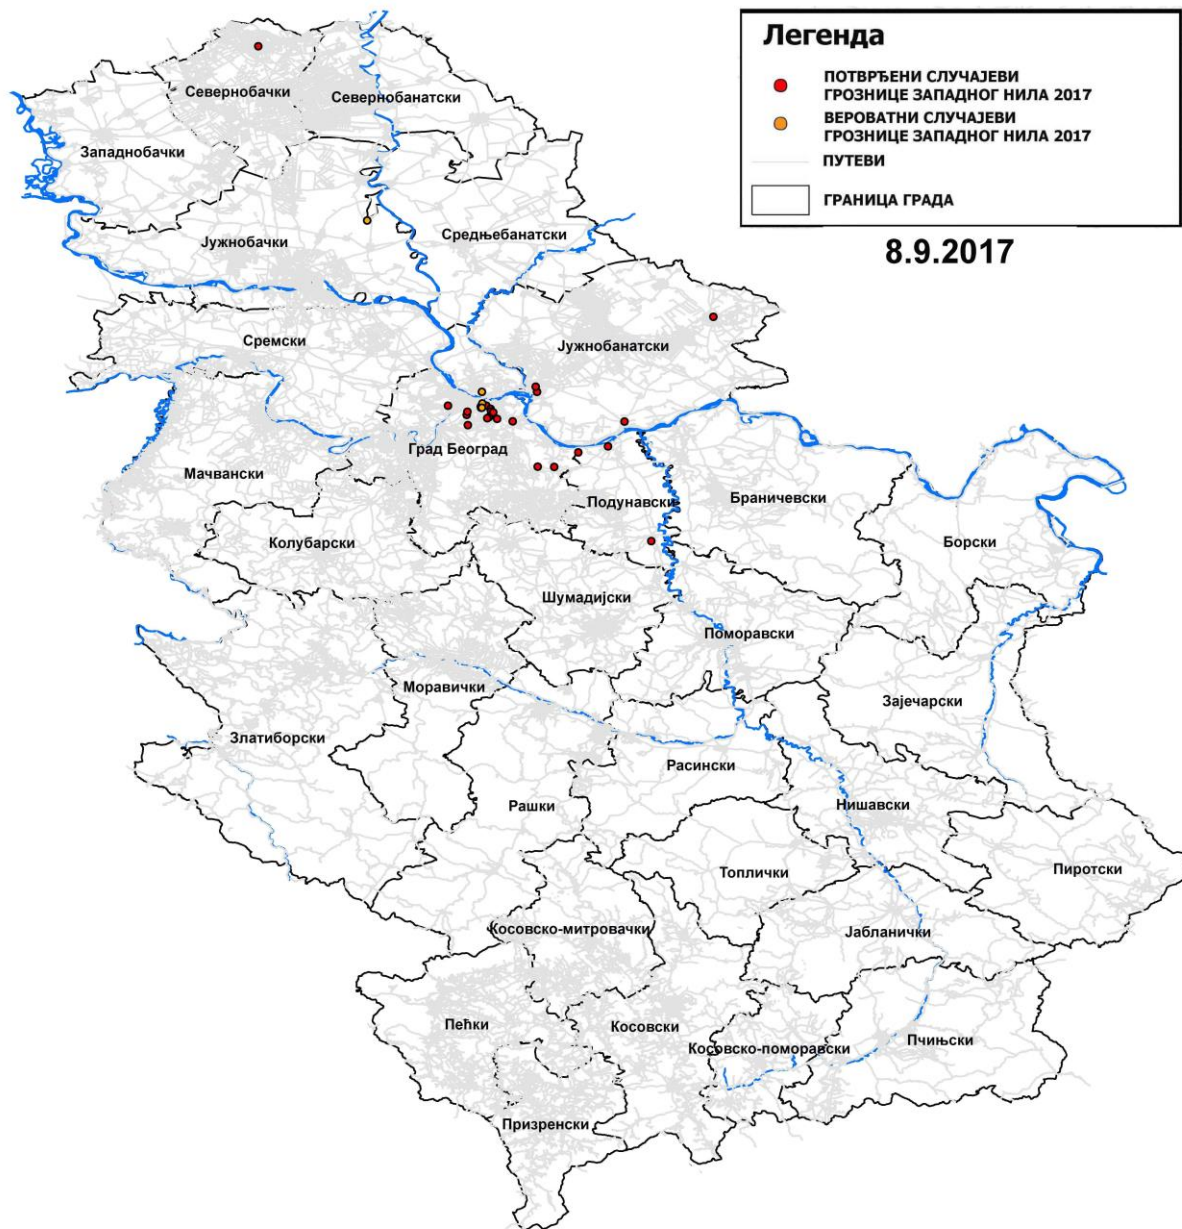 Легенда
ПОТВРЂЕНИ СЛУЧАЈЕВИ
ГРОЗНИЦЕ ЗАПАДНОГ НИЛА 2017
ВЕРОВАТНИ СЛУЧАЈЕВИ
ГРОЗНИЦЕ ЗАПАДНОГ НИЛА 2017
ПУТЕВИ
ГРАНИЦА ГРАДА
8.9.2017
Севернобачки
Севернобанатски
Западнобачки
Јужнобачки
Средњебанатски
Сремски
Јужнобанатски
Град Београд
Мачвански
Подунавски
Браничевски
Колубарски
Борски
Шумадијски
Поморавски
Моравички
Зајечарски
Златиборски
Расински
Рашки
Нишавски
Топлички
Пиротски
Косовско-митровачки
Јабланички
Пећки
Косовски
Косовско-поморавски
Пчињски
Призренски